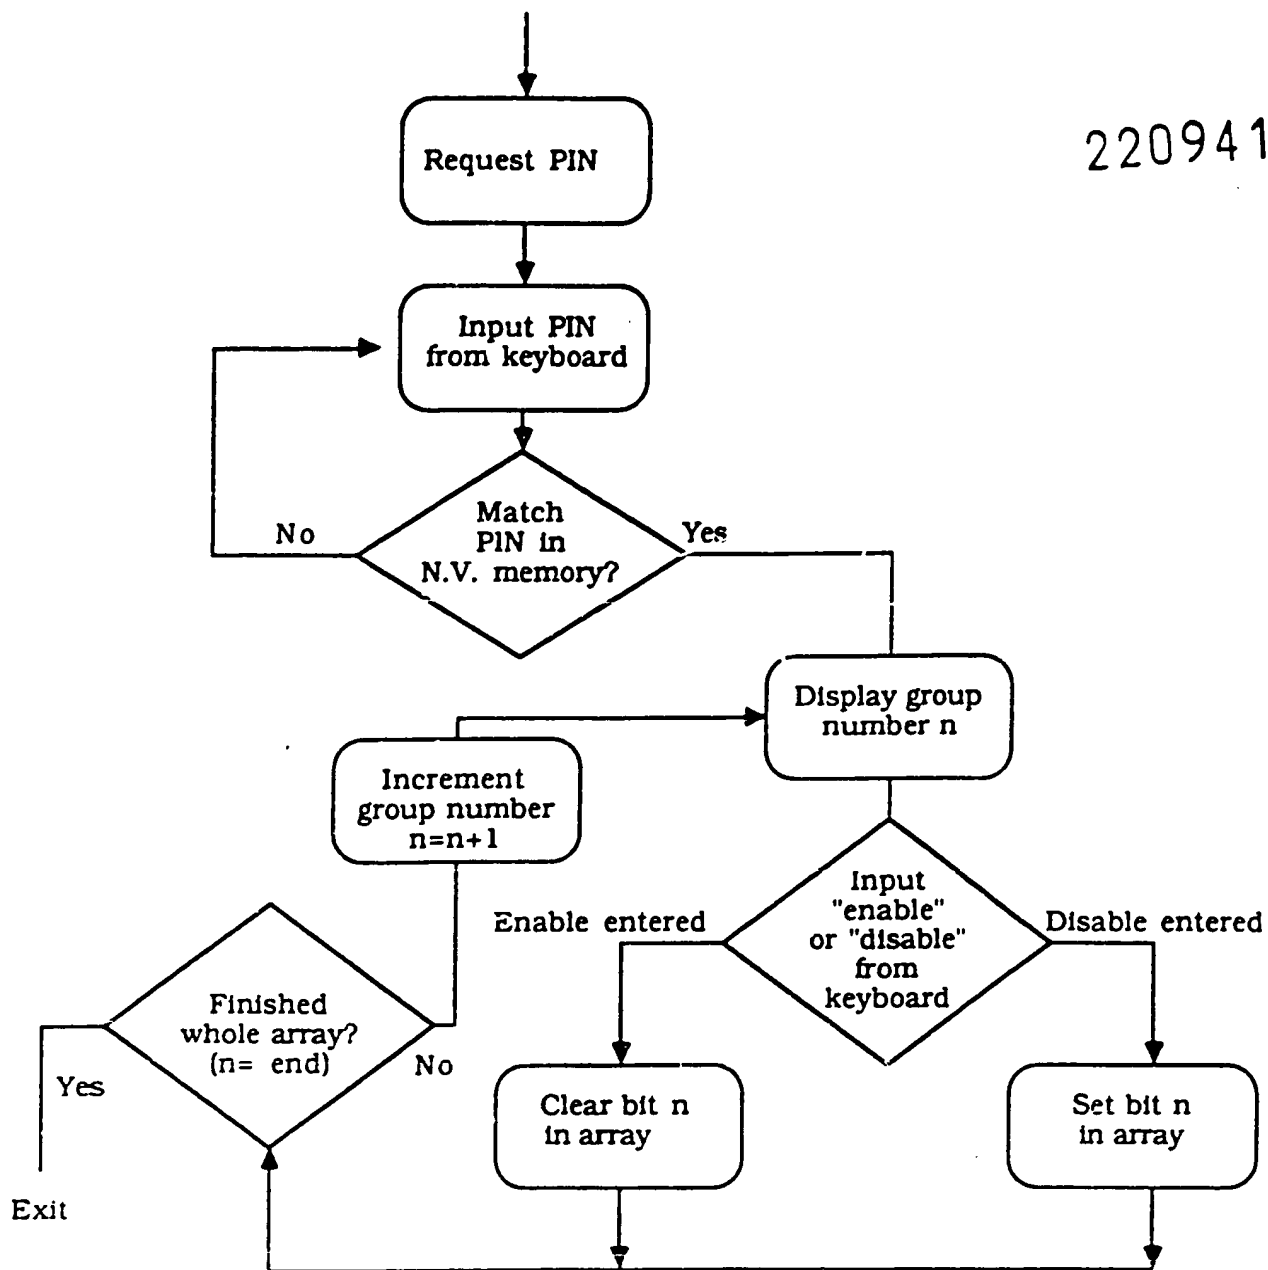 220941
Request PIN
Input PIN
from keyboard
Match
PIN in
N.V. memory?
No
Yes
Display group
number n
Increment
group number
n=n+1
Input
"enable"
or "disable"
from
keyboard
Enable entered
Disable entered
Finished
whole array?
(n= end)
No
Yes
Clear bit n
in array
Set bit n
in array
Exit